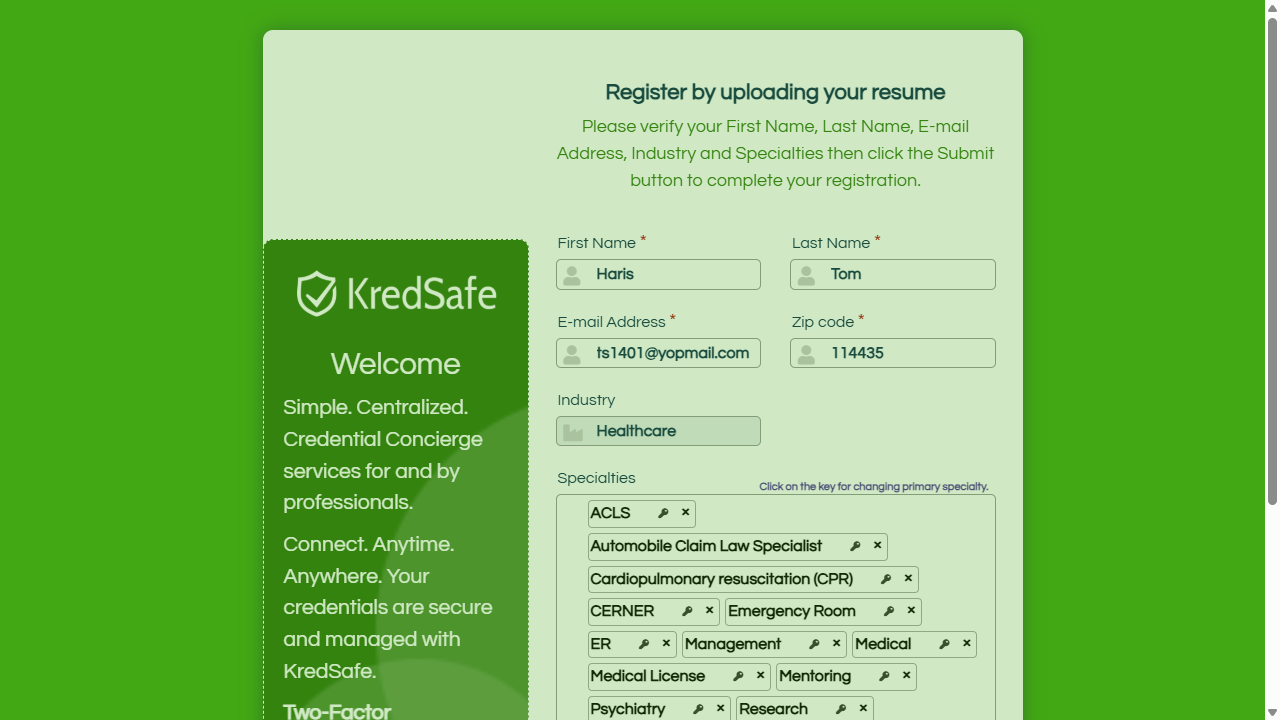 Register by uploading your resume
Please verify your First Name, Last Name, E-mail
Address, Industry and Specialties then click the Submit
button to complete your registration.
KredSafe
Welcome
Simple. Centralized.
Credential Concierge
services for and by
professionals.
Connect. Anytime.
Anywhere. Your
credentials are secure
and managed with
KredSafe.
Two-Factor
First Name *
Haris
Last Name *
Tom
E-mail Address *
ts1401@yopmail.com
Zip code *
114435
Industry
Healthcare
Specialties
Click on the key for changing primary specialty.
ACLS
Automobile Claim Law Specialist
Cardiopulmonary resuscitation (CPR)
CERNER Emergency Room
ER Management Medical
Medical License Mentoring
Psychiatry Research